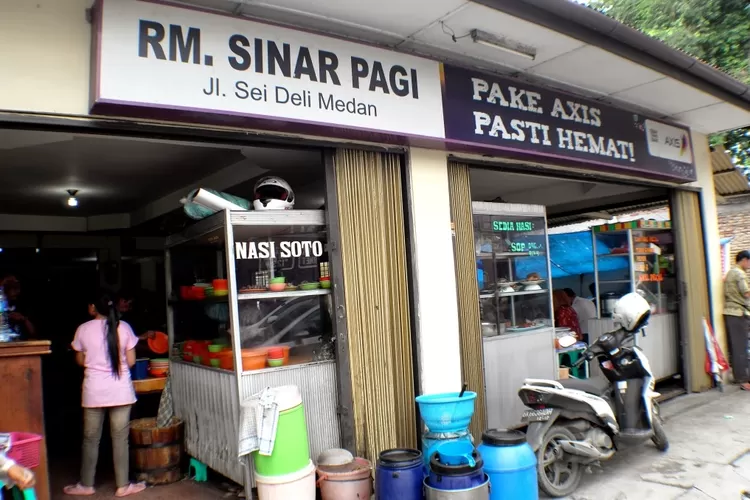 RM. SINAR PAGI
Jl. Sei Deli Medan
PAKE AXIS
PASTI HEMAT!
AXIS
NASI SOTO
SEDIA NASI
SOP